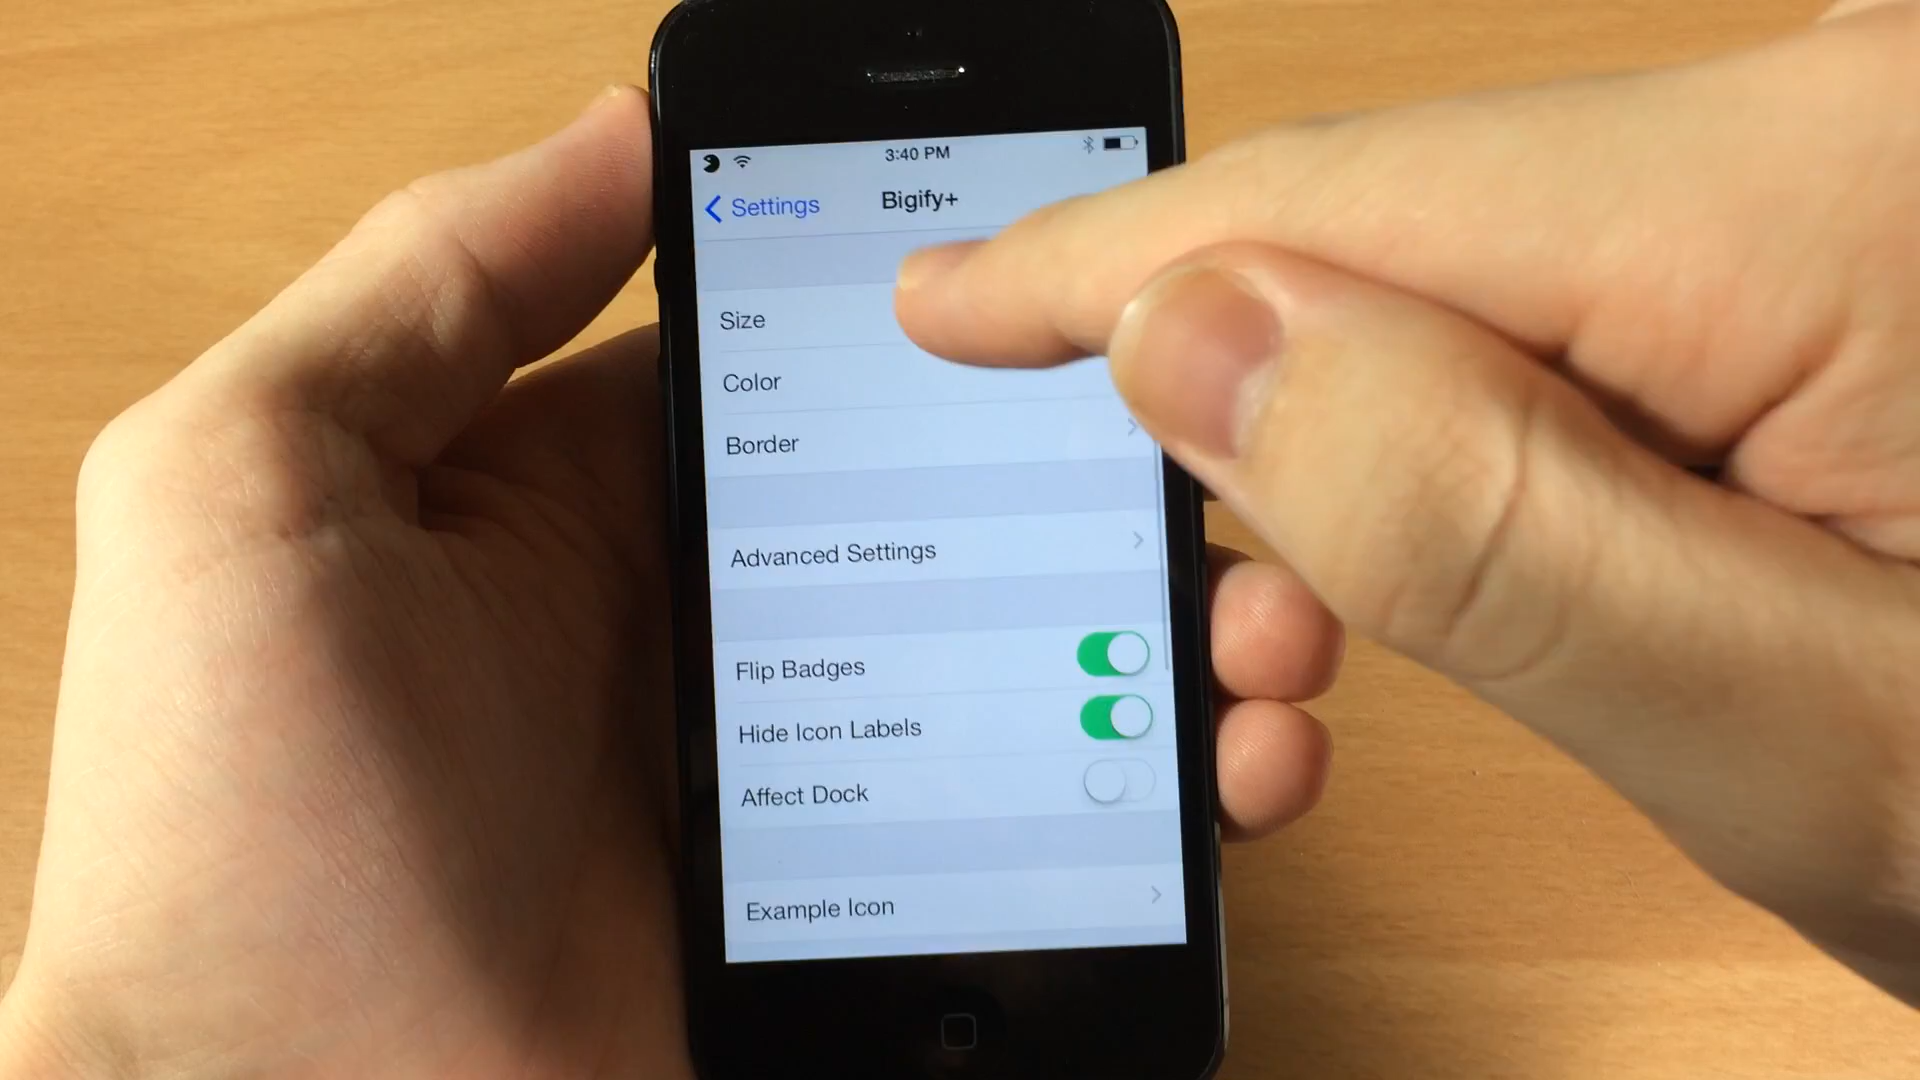 3:40 PM
Settings
Bigify+
Size
Color
Border
Advanced Settings
Flip Badges
Hide Icon Labels
Affect Dock
Example Icon